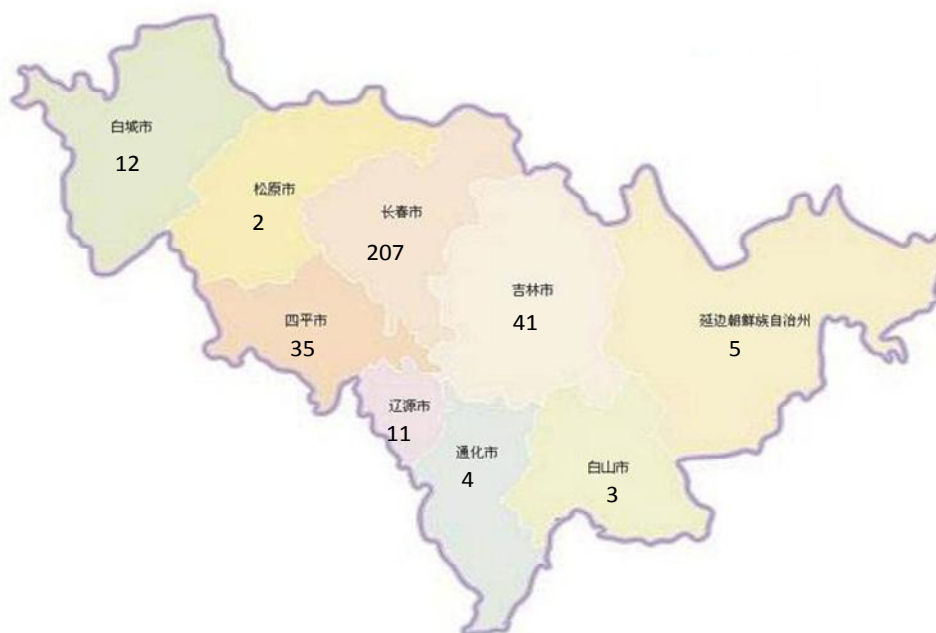 白城市
12
松原市
2
长春市
207
吉林市
41
四平市
35
延边朝鲜族自治州
5
辽源市
11
通化市
4
白山市
3